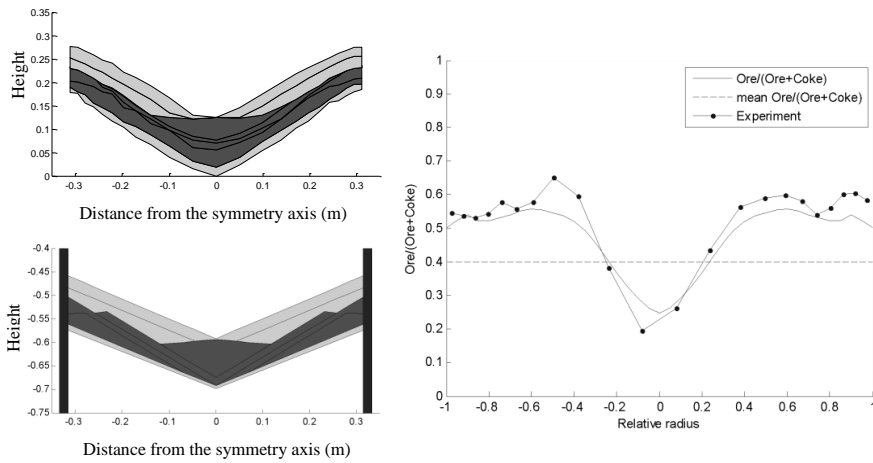 Height
0.35
0.3
0.25
0.2
0.15
0.1
0.05
0
-0.3 -0.2 -0.1 0 0.1 0.2 0.3
Distance from the symmetry axis (m)
Height
-0.4
-0.45
-0.5
-0.55
-0.6
-0.65
-0.7
-0.75
-0.3 -0.2 -0.1 0 0.1 0.2 0.3
Distance from the symmetry axis (m)
Ore/(Ore+Coke)
1
0.9
0.8
0.7
0.6
0.5
0.4
0.3
0.2
0.1
0
-1 -0.8 -0.6 -0.4 -0.2 0 0.2 0.4 0.6 0.8 1
Relative radius
Ore/(Ore+Coke)
mean Ore/(Ore+Coke)
Experiment